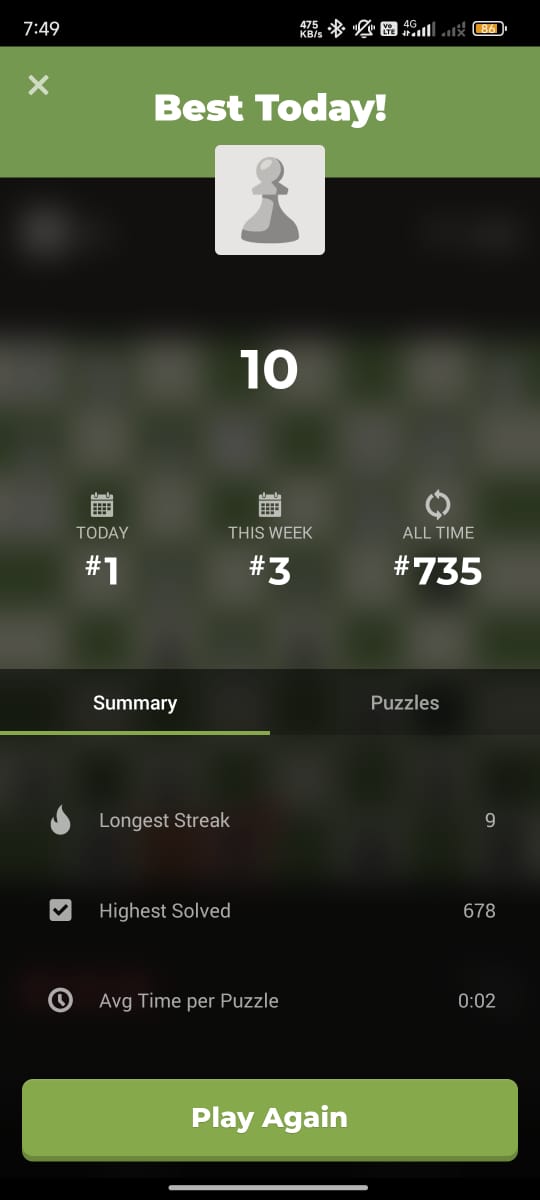 7:49
475
KB/s
Vo
LTE
4G
86
Best Today!
10
TODAY
THIS WEEK
ALL TIME
#1
#3
#735
Summary
Puzzles
Longest Streak
9
Highest Solved
678
Avg Time per Puzzle
0:02
Play Again